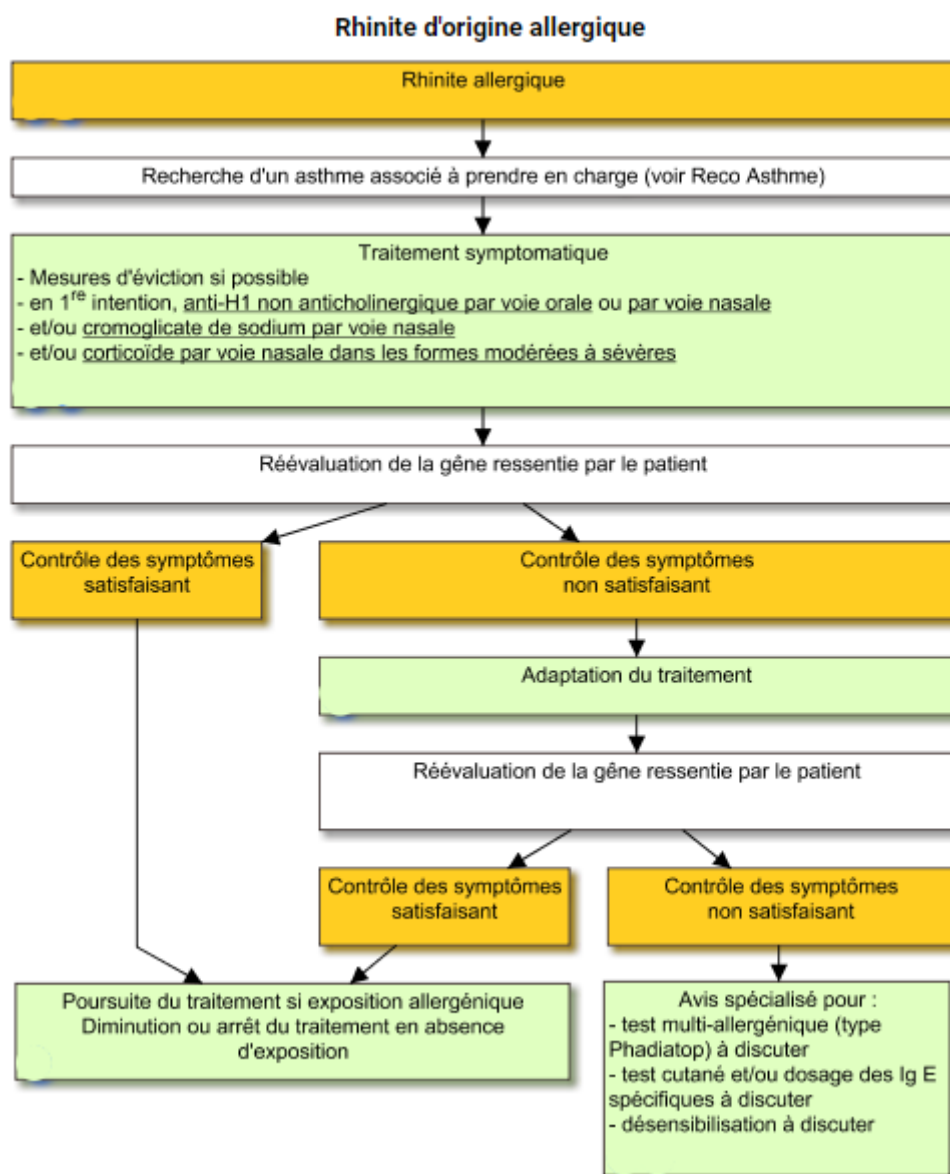 Rhinite d'origine allergique
Rhinite allergique
Recherche d'un asthme associé à prendre en charge (voir Reco Asthme)
Traitement symptomatique
- Mesures d'éviction si possible
- en 1re intention, anti-H1 non anticholinergique par voie orale ou par voie nasale
- et/ou cromoglicate de sodium par voie nasale
- et/ou corticoïde par voie nasale dans les formes modérées à sévères
Réévaluation de la gêne ressentie par le patient
Contrôle des symptômes
satisfaisant
Contrôle des symptômes
non satisfaisant
Adaptation du traitement
Réévaluation de la gêne ressentie par le patient
Contrôle des symptômes
satisfaisant
Contrôle des symptômes
non satisfaisant
Poursuite du traitement si exposition allergénique
Diminution ou arrêt du traitement en absence
d'exposition
Avis spécialisé pour :
- test multi-allergénique (type
Phadiatop) à discuter
- test cutané et/ou dosage des Ig E
spécifiques à discuter
- désensibilisation à discuter